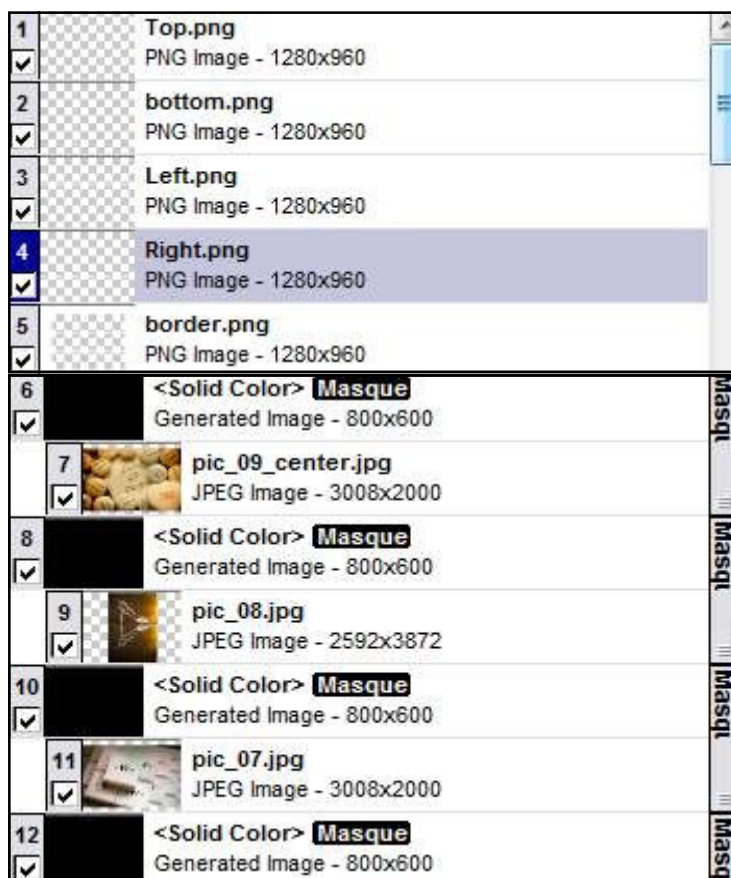 1 Top.png
PNG Image - 1280x960
2 bottom.png
PNG Image - 1280x960
3 Left.png
PNG Image - 1280x960
4 Right.png
PNG Image - 1280x960
5 border.png
PNG Image - 1280x960
6 <Solid Color> Masque
Generated Image - 800x600
7 pic_09_center.jpg
JPEG Image - 3008x2000
8 <Solid Color> Masque
Generated Image - 800x600
9 pic_08.jpg
JPEG Image - 2592x3872
10 <Solid Color> Masque
Generated Image - 800x600
11 pic_07.jpg
JPEG Image - 3008x2000
12 <Solid Color> Masque
Generated Image - 800x600